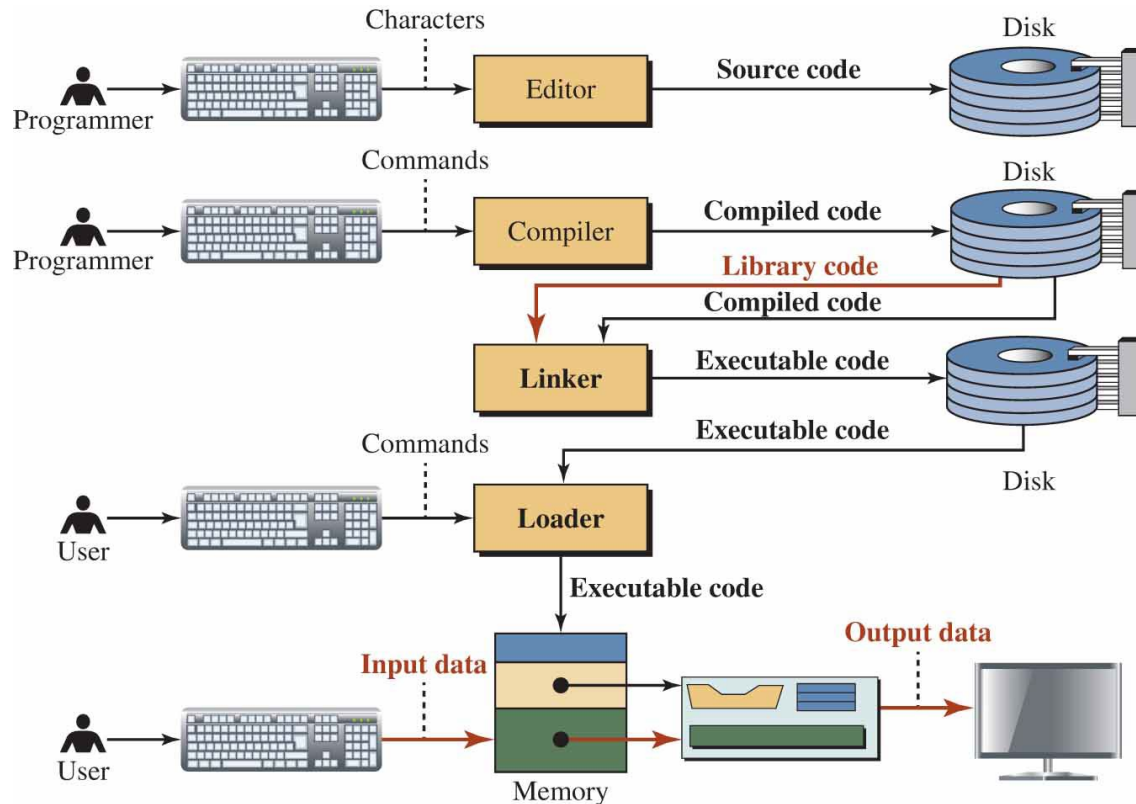 Characters
Disk
Programmer
Editor
Source code
Commands
Disk
Programmer
Compiler
Compiled code
Library code
Compiled code
Linker
Executable code
Executable code
Commands
Disk
User
Loader
Executable code
Input data
Output data
User
Memory